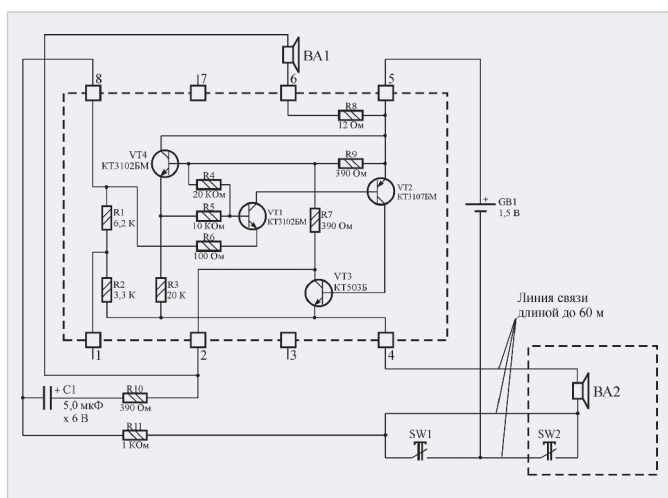 BA1
8
7
6
5
R8
12 Ом
VT4
КТ3102БМ
R4
20 КОм
R9
390 Ом
VT2
КТ3107БМ
R1
6,2 К
R5
10 КОм
VT1
КТ3102БМ
R7
390 Ом
+
GB1
1,5 В
R6
100 Ом
R2
3,3 К
R3
20 К
VT3
КТ503Б
Линия связи
длиной до 60 м
1
2
3
4
+ C1
5,0 мкФ
х 6 В
R10
390 Ом
BA2
R11
1 КОм
SW1
SW2